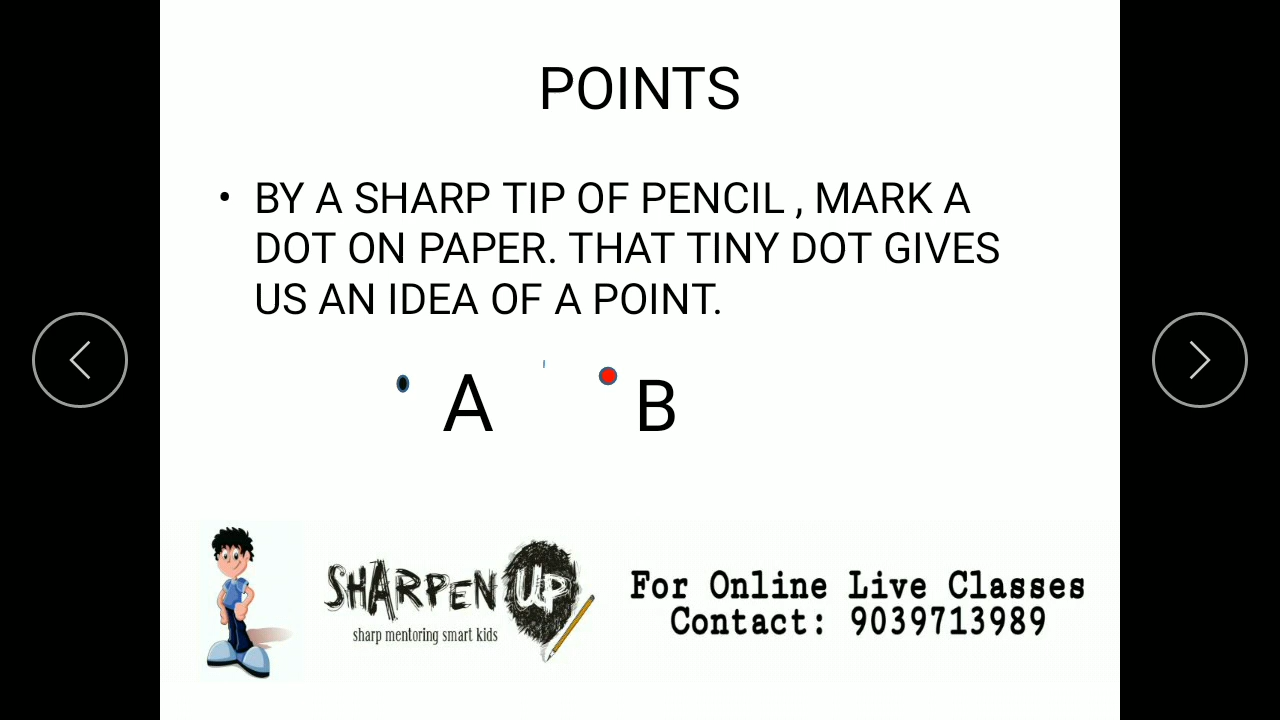 POINTS
• BY A SHARP TIP OF PENCIL , MARK A
DOT ON PAPER. THAT TINY DOT GIVES
US AN IDEA OF A POINT.
A B
SHARPEN UP
sharp mentoring smart kids
For Online Live Classes
Contact: 9039713989